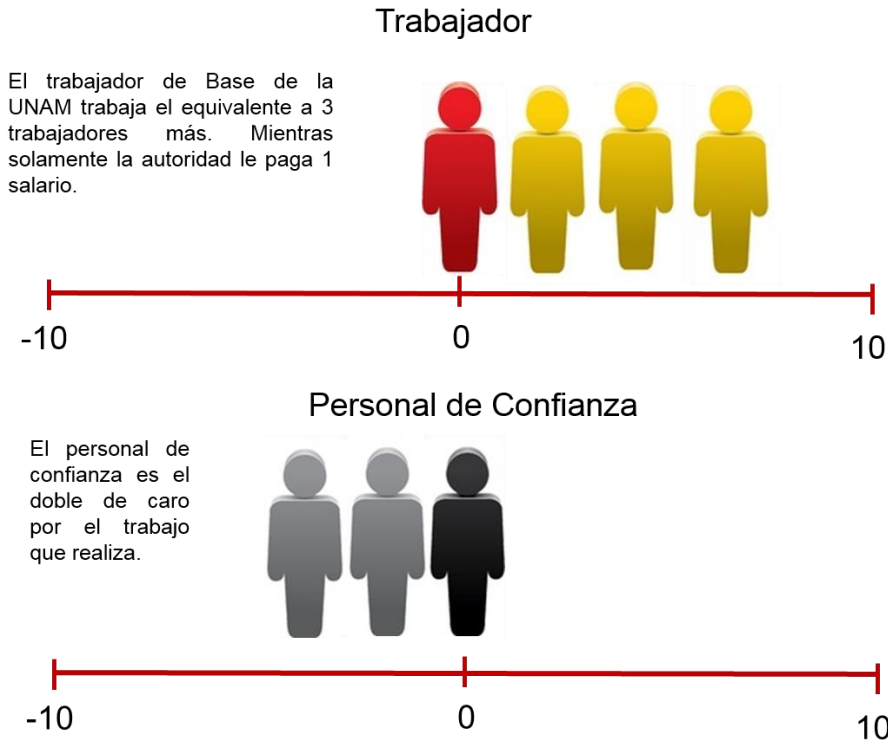 Trabajador
El trabajador de Base de la
UNAM trabaja el equivalente a 3
trabajadores más. Mientras
solamente la autoridad le paga 1
salario.
-10
0
10
Personal de Confianza
El personal de
confianza es el
doble de caro
por el trabajo
que realiza.
-10
0
10